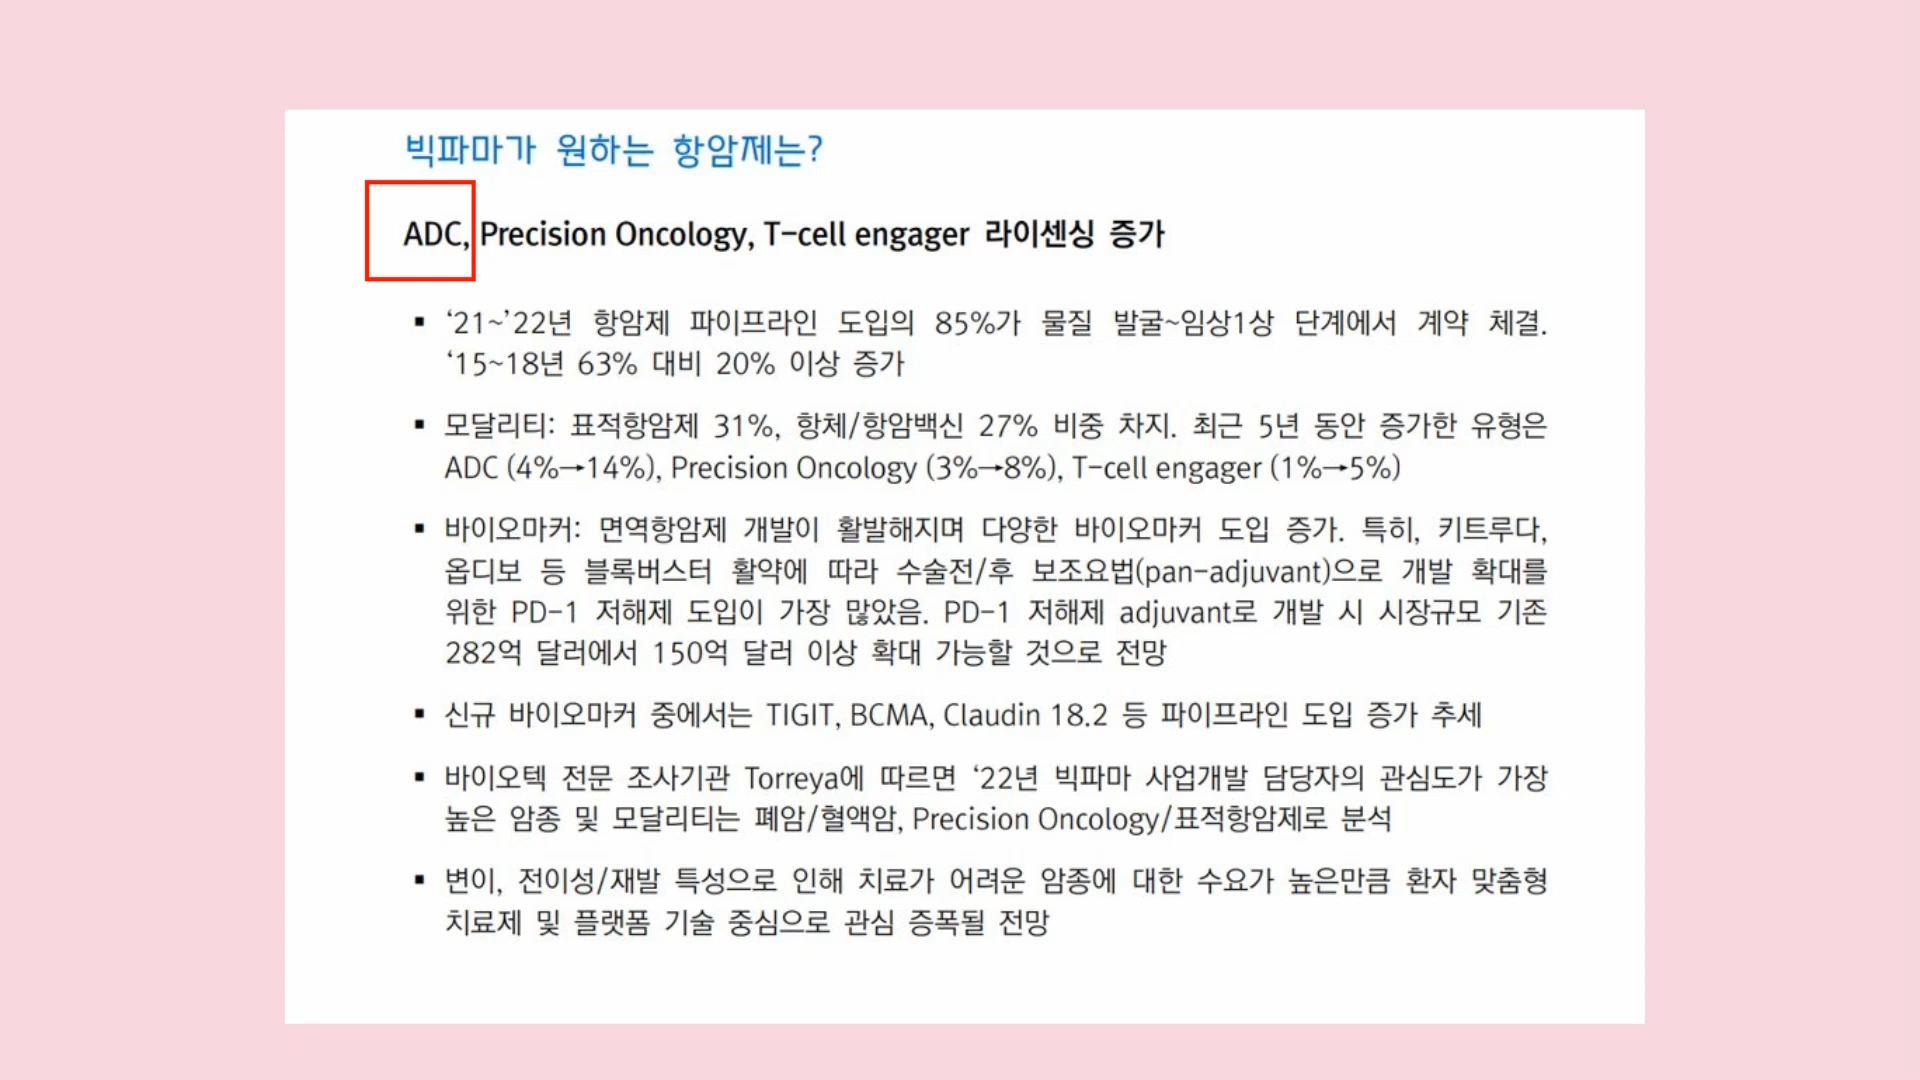 빅파마가 원하는 항암제는?
ADC, Precision Oncology, T-cell engager 라이센싱 증가
▪ ‘21~’22년 항암제 파이프라인 도입의 85%가 물질 발굴~임상1상 단계에서 계약 체결.
‘15~18년 63% 대비 20% 이상 증가
▪ 모달리티: 표적항암제 31%, 항체/항암백신 27% 비중 차지. 최근 5년 동안 증가한 유형은
ADC (4%→14%), Precision Oncology (3%→8%), T-cell engager (1%→5%)
▪ 바이오마커: 면역항암제 개발이 활발해지며 다양한 바이오마커 도입 증가. 특히, 키트루다,
옵디보 등 블록버스터 활약에 따라 수술전/후 보조요법(pan-adjuvant)으로 개발 확대를
위한 PD-1 저해제 도입이 가장 많았음. PD-1 저해제 adjuvant로 개발 시 시장규모 기존
282억 달러에서 150억 달러 이상 확대 가능할 것으로 전망
▪ 신규 바이오마커 중에서는 TIGIT, BCMA, Claudin 18.2 등 파이프라인 도입 증가 추세
▪ 바이오텍 전문 조사기관 Torreya에 따르면 ‘22년 빅파마 사업개발 담당자의 관심도가 가장
높은 암종 및 모달리티는 폐암/혈액암, Precision Oncology/표적항암제로 분석
▪ 변이, 전이성/재발 특성으로 인해 치료가 어려운 암종에 대한 수요가 높은만큼 환자 맞춤형
치료제 및 플랫폼 기술 중심으로 관심 증폭될 전망